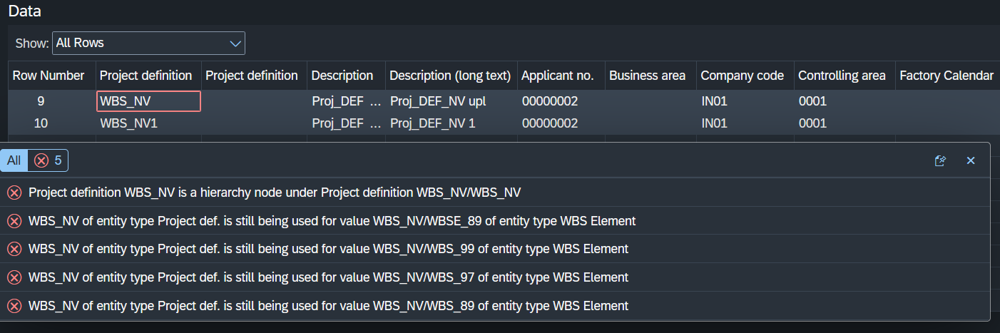 Data
Show: All Rows
Row Number Project definition Project definition Description Description (long text) Applicant no. Business area Company code Controlling area Factory Calendar
9 WBS_NV Proj_DEF ... Proj_DEF_NV upl 00000002 IN01 0001
10 WBS_NV1 Proj_DEF ... Proj_DEF_NV 1 00000002 IN01 0001
All 5
Project definition WBS_NV is a hierarchy node under Project definition WBS_NV/WBS_NV
WBS_NV of entity type Project def. is still being used for value WBS_NV/WBSE_89 of entity type WBS Element
WBS_NV of entity type Project def. is still being used for value WBS_NV/WBS_99 of entity type WBS Element
WBS_NV of entity type Project def. is still being used for value WBS_NV/WBS_97 of entity type WBS Element
WBS_NV of entity type Project def. is still being used for value WBS_NV/WBS_89 of entity type WBS Element